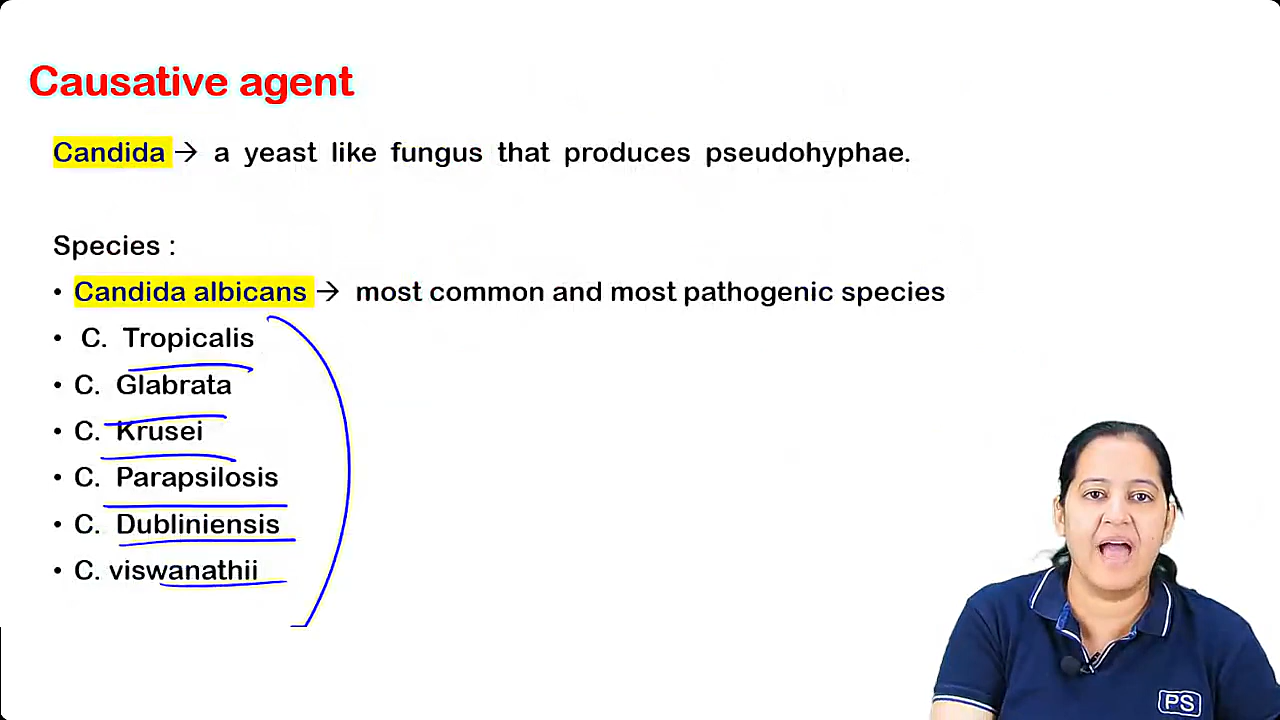 Causative agent
Candida → a yeast like fungus that produces pseudohyphae.
Species :
• Candida albicans → most common and most pathogenic species
• C. Tropicalis
• C. Glabrata
• C. Krusei
• C. Parapsilosis
• C. Dubliniensis
• C. viswanathii
PS